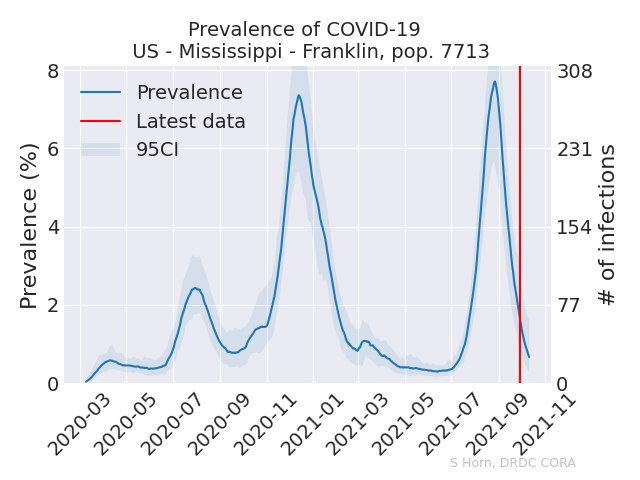 Prevalence of COVID-19
US - Mississippi - Franklin, pop. 7713
Prevalence
Latest data
95CI
8
6
4
2
0
Prevalence (%)
308
231
154
77
0
# of infections
2020-03
2020-05
2020-07
2020-09
2020-11
2021-01
2021-03
2021-05
2021-07
2021-09
2021-11
S Horn, DRDC CORA